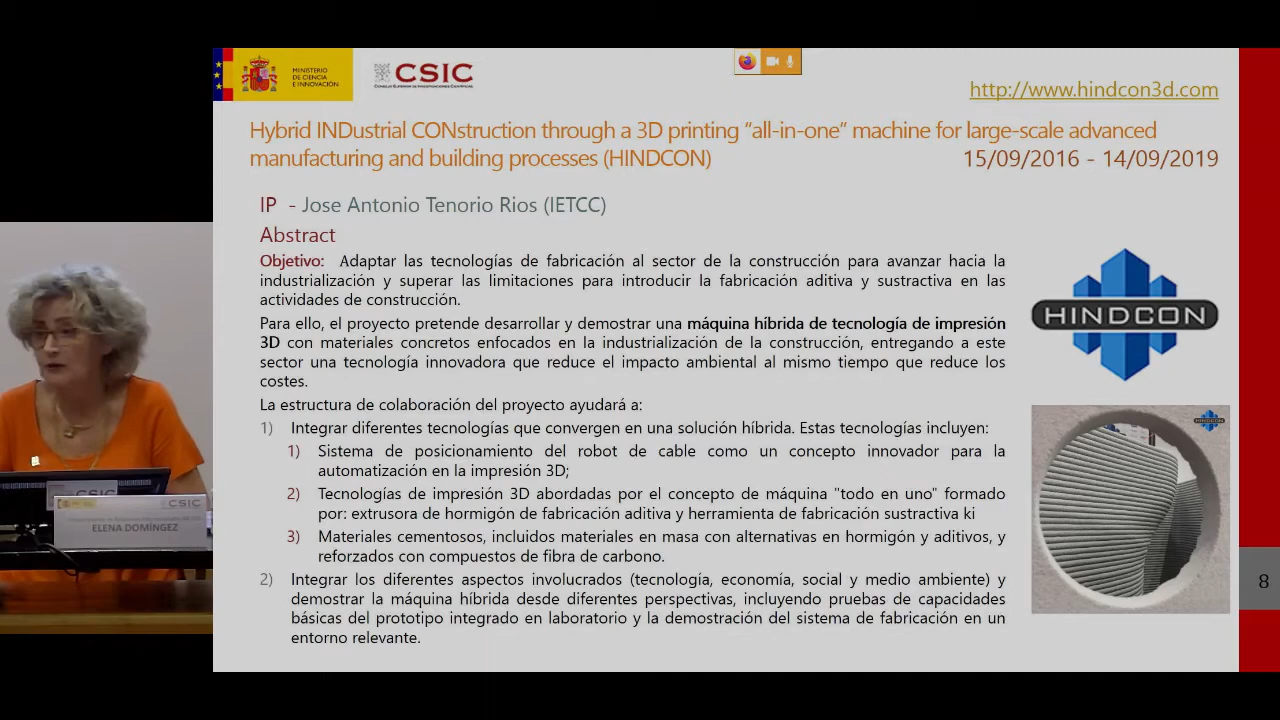 MINISTERIO
DE CIENCIA
E INNOVACIÓN
CSIC
CONSEJO SUPERIOR DE INVESTIGACIONES CIENTÍFICAS
http://www.hindcon3d.com
Hybrid INDustrial CONstruction through a 3D printing “all-in-one” machine for large-scale advanced
manufacturing and building processes (HINDCON)
15/09/2016 - 14/09/2019
IP - Jose Antonio Tenorio Rios (IETCC)
Abstract
Objetivo: Adaptar las tecnologías de fabricación al sector de la construcción para avanzar hacia la
industrialización y superar las limitaciones para introducir la fabricación aditiva y sustractiva en las
actividades de construcción.
Para ello, el proyecto pretende desarrollar y demostrar una máquina híbrida de tecnología de impresión
3D con materiales concretos enfocados en la industrialización de la construcción, entregando a este
sector una tecnología innovadora que reduce el impacto ambiental al mismo tiempo que reduce los
costes.
La estructura de colaboración del proyecto ayudará a:
1) Integrar diferentes tecnologías que convergen en una solución híbrida. Estas tecnologías incluyen:
1) Sistema de posicionamiento del robot de cable como un concepto innovador para la
automatización en la impresión 3D;
2) Tecnologías de impresión 3D abordadas por el concepto de máquina "todo en uno" formado
por: extrusora de hormigón de fabricación aditiva y herramienta de fabricación sustractiva ki
3) Materiales cementosos, incluidos materiales en masa con alternativas en hormigón y aditivos, y
reforzados con compuestos de fibra de carbono.
2) Integrar los diferentes aspectos involucrados (tecnología, economía, social y medio ambiente) y
demostrar la máquina híbrida desde diferentes perspectivas, incluyendo pruebas de capacidades
básicas del prototipo integrado en laboratorio y la demostración del sistema de fabricación en un
entorno relevante.
HINDCON
HINDCON
8
CSIC
CSIC
ELENA DOMÍNGUEZ